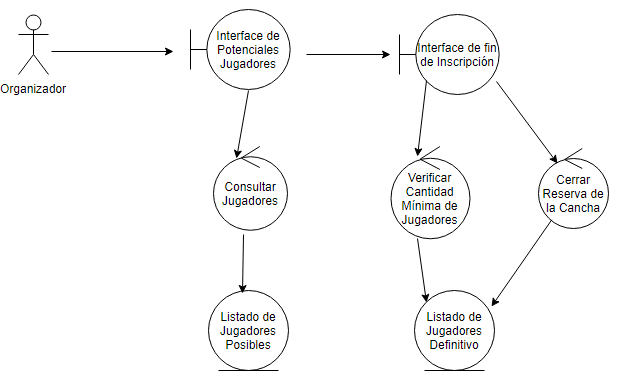 Organizador
Interface de
Potenciales
Jugadores
Interface de fin
de Inscripción
Consultar
Jugadores
Verificar
Cantidad
Mínima de
Jugadores
Cerrar
Reserva de
la Cancha
Listado de
Jugadores
Posibles
Listado de
Jugadores
Definitivo